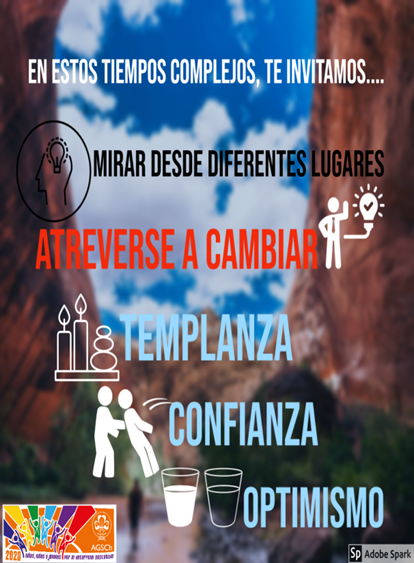 EN ESTOS TIEMPOS COMPLEJOS, TE INVITAMOS....
MIRAR DESDE DIFERENTES LUGARES
ATREVERSE A CAMBIAR
TEMPLANZA
CONFIANZA
OPTIMISMO
2020
AGSCh
Sp Adobe Spark